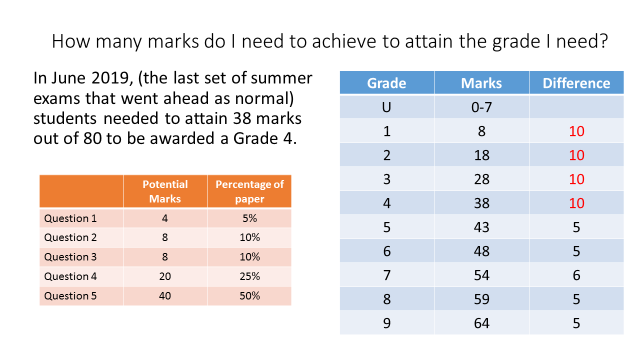 How many marks do I need to achieve to attain the grade I need?
In June 2019, (the last set of summer
exams that went ahead as normal)
students needed to attain 38 marks
out of 80 to be awarded a Grade 4.
Potential Marks Percentage of paper
Question 1 4 5%
Question 2 8 10%
Question 3 8 10%
Question 4 20 25%
Question 5 40 50%
Grade Marks Difference
U 0-7
1 8 10
2 18 10
3 28 10
4 38 10
5 43 5
6 48 5
7 54 6
8 59 5
9 64 5